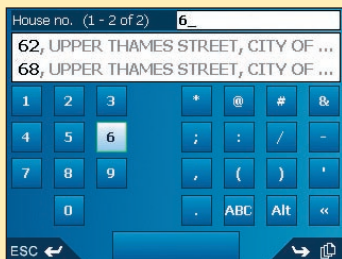 House no. (1 - 2 of 2) 6_
62, UPPER THAMES STREET, CITY OF ...
68, UPPER THAMES STREET, CITY OF ...
1 2 3 * @ # &
4 5 6 ; : / -
7 8 9 , ( ) '
0 . ABC Alt «
ESC